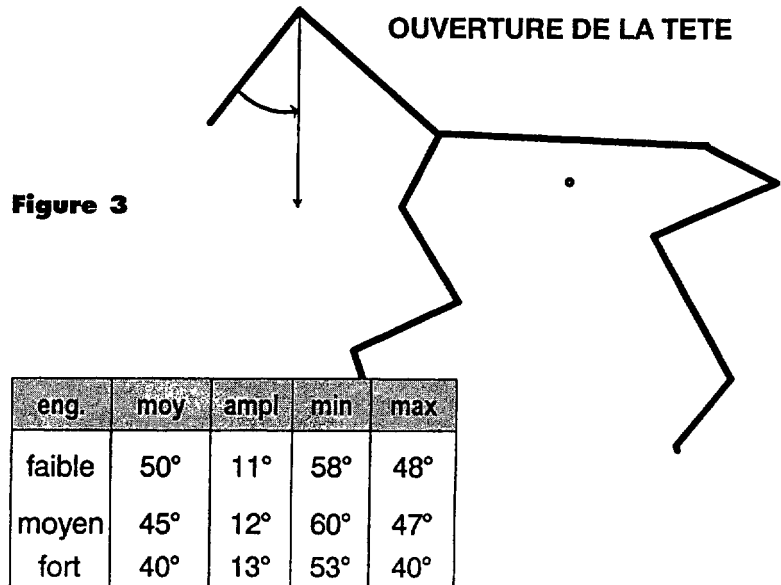 OUVERTURE DE LA TETE
Figure 3
eng. moy ampl min max
faible 50° 11° 58° 48°
moyen 45° 12° 60° 47°
fort 40° 13° 53° 40°